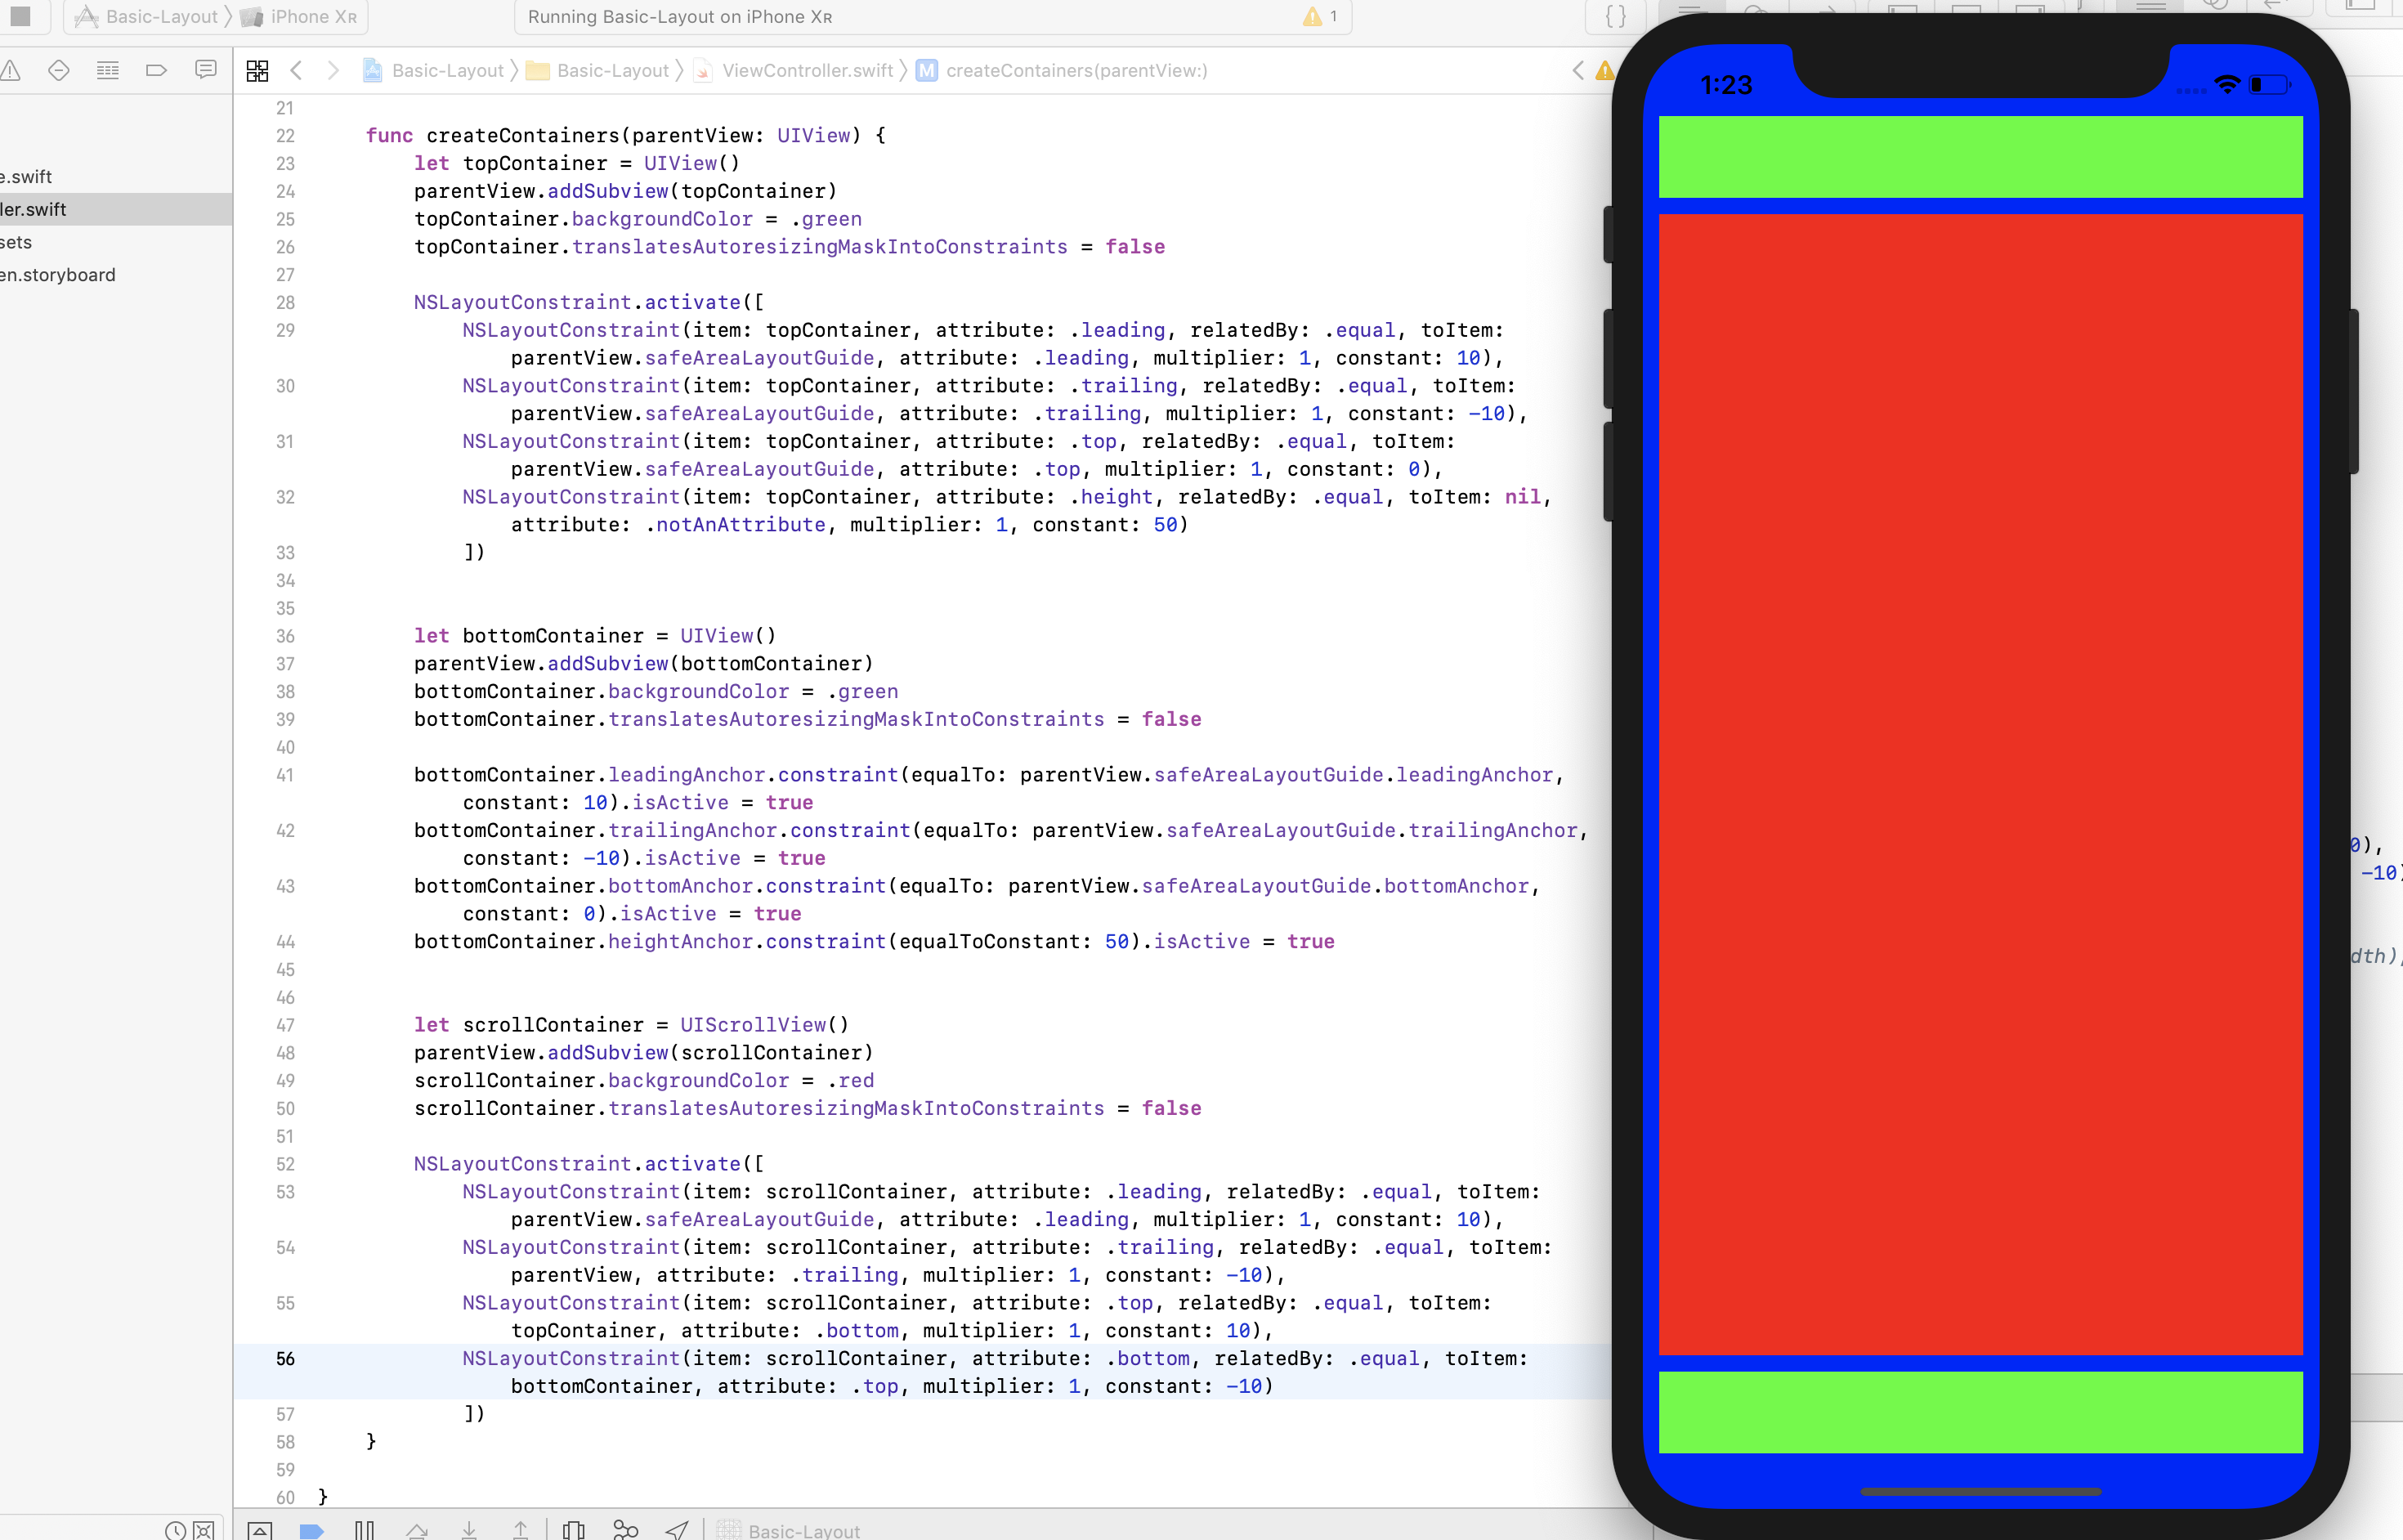 Basic-Layout 〉 iPhone XR
Running Basic-Layout on iPhone XR
1
{ }
Basic-Layout 〉 Basic-Layout 〉 ViewController.swift 〉 M createContainers(parentView:)
e.swift
ler.swift
sets
en.storyboard
21
22 func createContainers(parentView: UIView) {
23 let topContainer = UIView()
24 parentView.addSubview(topContainer)
25 topContainer.backgroundColor = .green
26 topContainer.translatesAutoresizingMaskIntoConstraints = false
27
28 NSLayoutConstraint.activate([
29 NSLayoutConstraint(item: topContainer, attribute: .leading, relatedBy: .equal, toItem:
parentView.safeAreaLayoutGuide, attribute: .leading, multiplier: 1, constant: 10),
30 NSLayoutConstraint(item: topContainer, attribute: .trailing, relatedBy: .equal, toItem:
parentView.safeAreaLayoutGuide, attribute: .trailing, multiplier: 1, constant: -10),
31 NSLayoutConstraint(item: topContainer, attribute: .top, relatedBy: .equal, toItem:
parentView.safeAreaLayoutGuide, attribute: .top, multiplier: 1, constant: 0),
32 NSLayoutConstraint(item: topContainer, attribute: .height, relatedBy: .equal, toItem: nil,
attribute: .notAnAttribute, multiplier: 1, constant: 50)
33 ])
34
35
36 let bottomContainer = UIView()
37 parentView.addSubview(bottomContainer)
38 bottomContainer.backgroundColor = .green
39 bottomContainer.translatesAutoresizingMaskIntoConstraints = false
40
41 bottomContainer.leadingAnchor.constraint(equalTo: parentView.safeAreaLayoutGuide.leadingAnchor,
constant: 10).isActive = true
42 bottomContainer.trailingAnchor.constraint(equalTo: parentView.safeAreaLayoutGuide.trailingAnchor,
constant: -10).isActive = true
43 bottomContainer.bottomAnchor.constraint(equalTo: parentView.safeAreaLayoutGuide.bottomAnchor,
constant: 0).isActive = true
44 bottomContainer.heightAnchor.constraint(equalToConstant: 50).isActive = true
45
46
47 let scrollContainer = UIScrollView()
48 parentView.addSubview(scrollContainer)
49 scrollContainer.backgroundColor = .red
50 scrollContainer.translatesAutoresizingMaskIntoConstraints = false
51
52 NSLayoutConstraint.activate([
53 NSLayoutConstraint(item: scrollContainer, attribute: .leading, relatedBy: .equal, toItem:
parentView.safeAreaLayoutGuide, attribute: .leading, multiplier: 1, constant: 10),
54 NSLayoutConstraint(item: scrollContainer, attribute: .trailing, relatedBy: .equal, toItem:
parentView, attribute: .trailing, multiplier: 1, constant: -10),
55 NSLayoutConstraint(item: scrollContainer, attribute: .top, relatedBy: .equal, toItem:
topContainer, attribute: .bottom, multiplier: 1, constant: 10),
56 NSLayoutConstraint(item: scrollContainer, attribute: .bottom, relatedBy: .equal, toItem:
bottomContainer, attribute: .top, multiplier: 1, constant: -10)
57 ])
58 }
59
60 }
Basic-Layout
1:23
0),
-10)
dth),